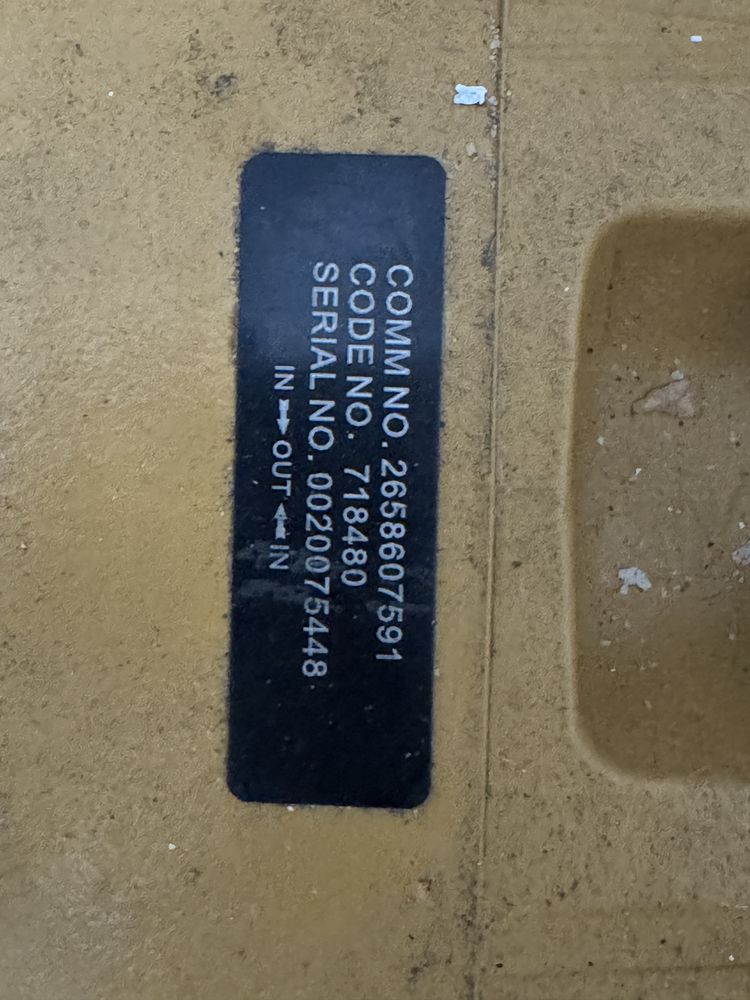 COMM NO. 2658607591
CODE NO. 718480
SERIAL NO. 0020075448
IN → OUT ← IN